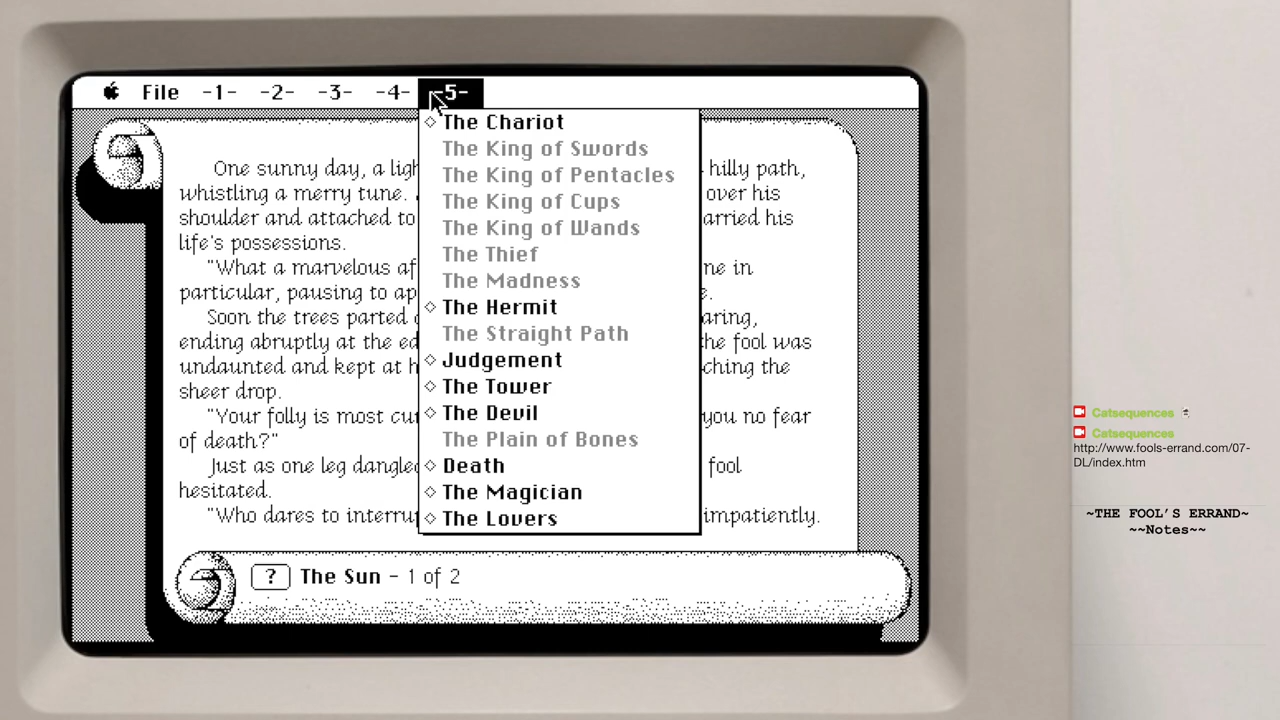 File -1- -2- -3- -4- -5-
The Chariot
The King of Swords
The King of Pentacles
The King of Cups
The King of Wands
The Thief
The Madness
The Hermit
The Straight Path
Judgement
The Tower
The Devil
The Plain of Bones
Death
The Magician
The Lovers
One sunny day, a ligh hilly path,
whistling a merry tune. over his
shoulder and attached to arried his
life's possessions.
"What a marvelous af ne in
particular, pausing to ap e.
Soon the trees parted aring,
ending abruptly at the ed he fool was
undaunted and kept at h ching the
sheer drop.
"Your folly is most cu you no fear
of death?"
Just as one leg dangled fool
hesitated.
"Who dares to interru impatiently.
? The Sun - 1 of 2
Catsequences
Catsequences
http://www.fools-errand.com/07-
DL/index.htm
~THE FOOL'S ERRAND~
~~Notes~~